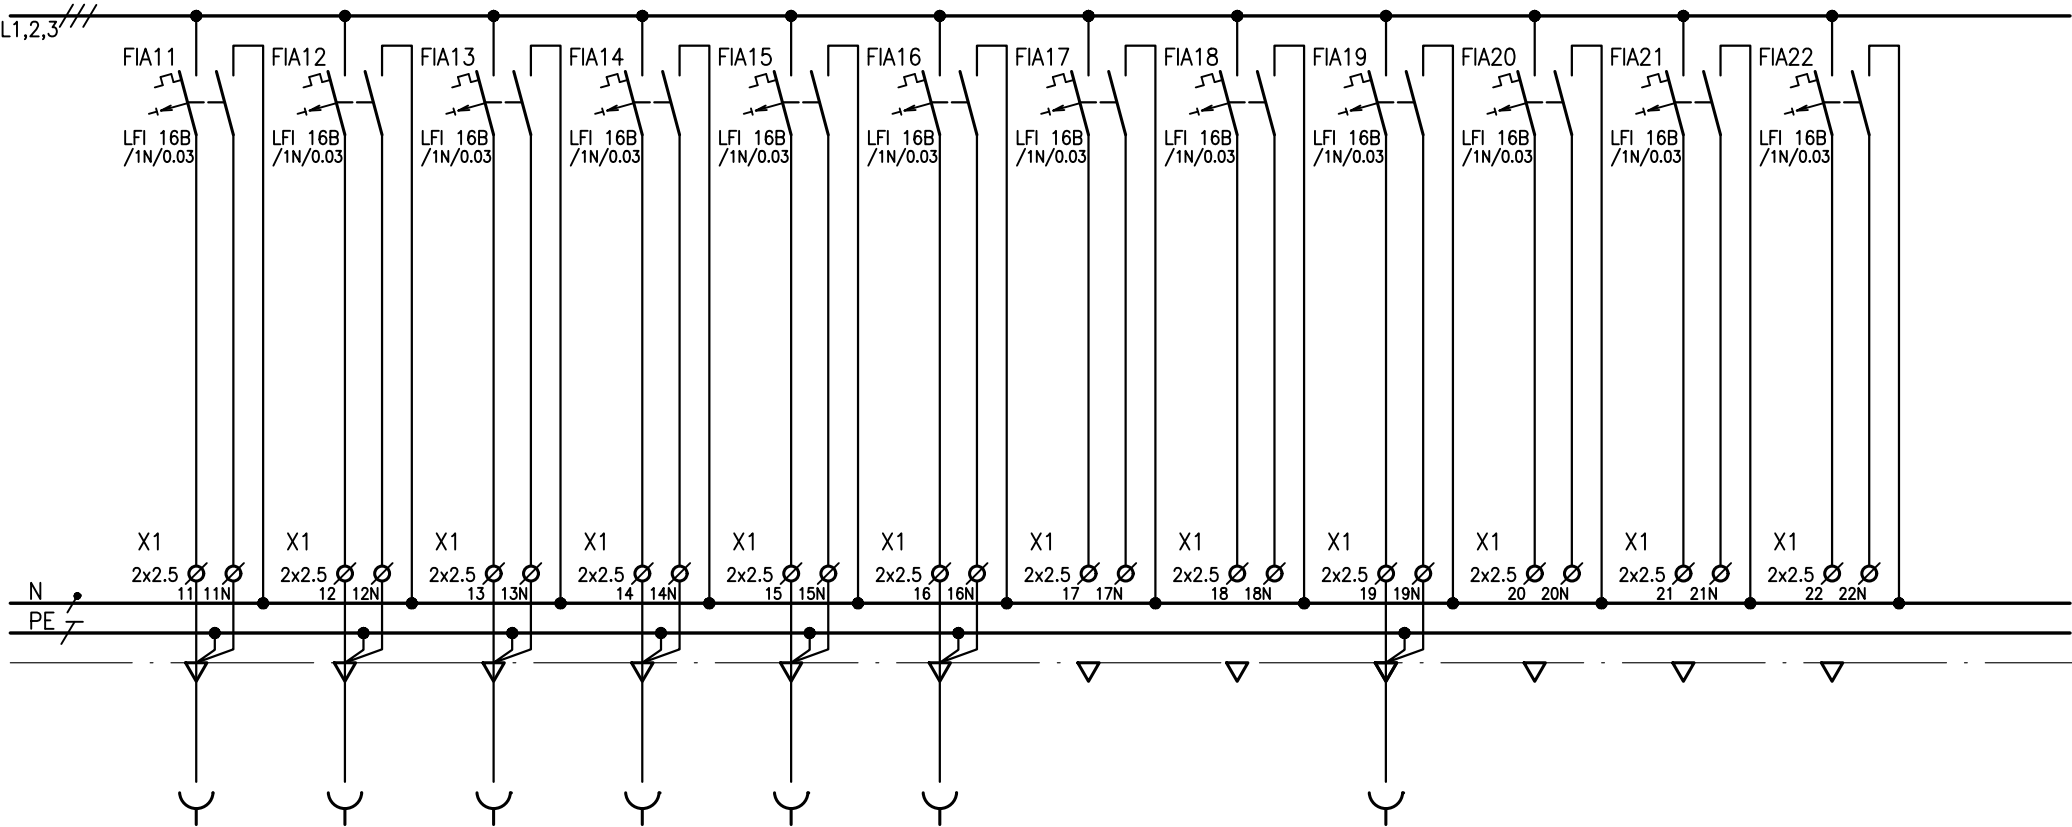 L1,2,3
FIA11 FIA12 FIA13 FIA14 FIA15 FIA16 FIA17 FIA18 FIA19 FIA20 FIA21 FIA22
LFI 16B LFI 16B LFI 16B LFI 16B LFI 16B LFI 16B LFI 16B LFI 16B LFI 16B LFI 16B LFI 16B LFI 16B
/1N/0.03 /1N/0.03 /1N/0.03 /1N/0.03 /1N/0.03 /1N/0.03 /1N/0.03 /1N/0.03 /1N/0.03 /1N/0.03 /1N/0.03 /1N/0.03
X1 X1 X1 X1 X1 X1 X1 X1 X1 X1 X1 X1
2x2.5 2x2.5 2x2.5 2x2.5 2x2.5 2x2.5 2x2.5 2x2.5 2x2.5 2x2.5 2x2.5 2x2.5
N 11 11N 12 12N 13 13N 14 14N 15 15N 16 16N 17 17N 18 18N 19 19N 20 20N 21 21N 22 22N
PE